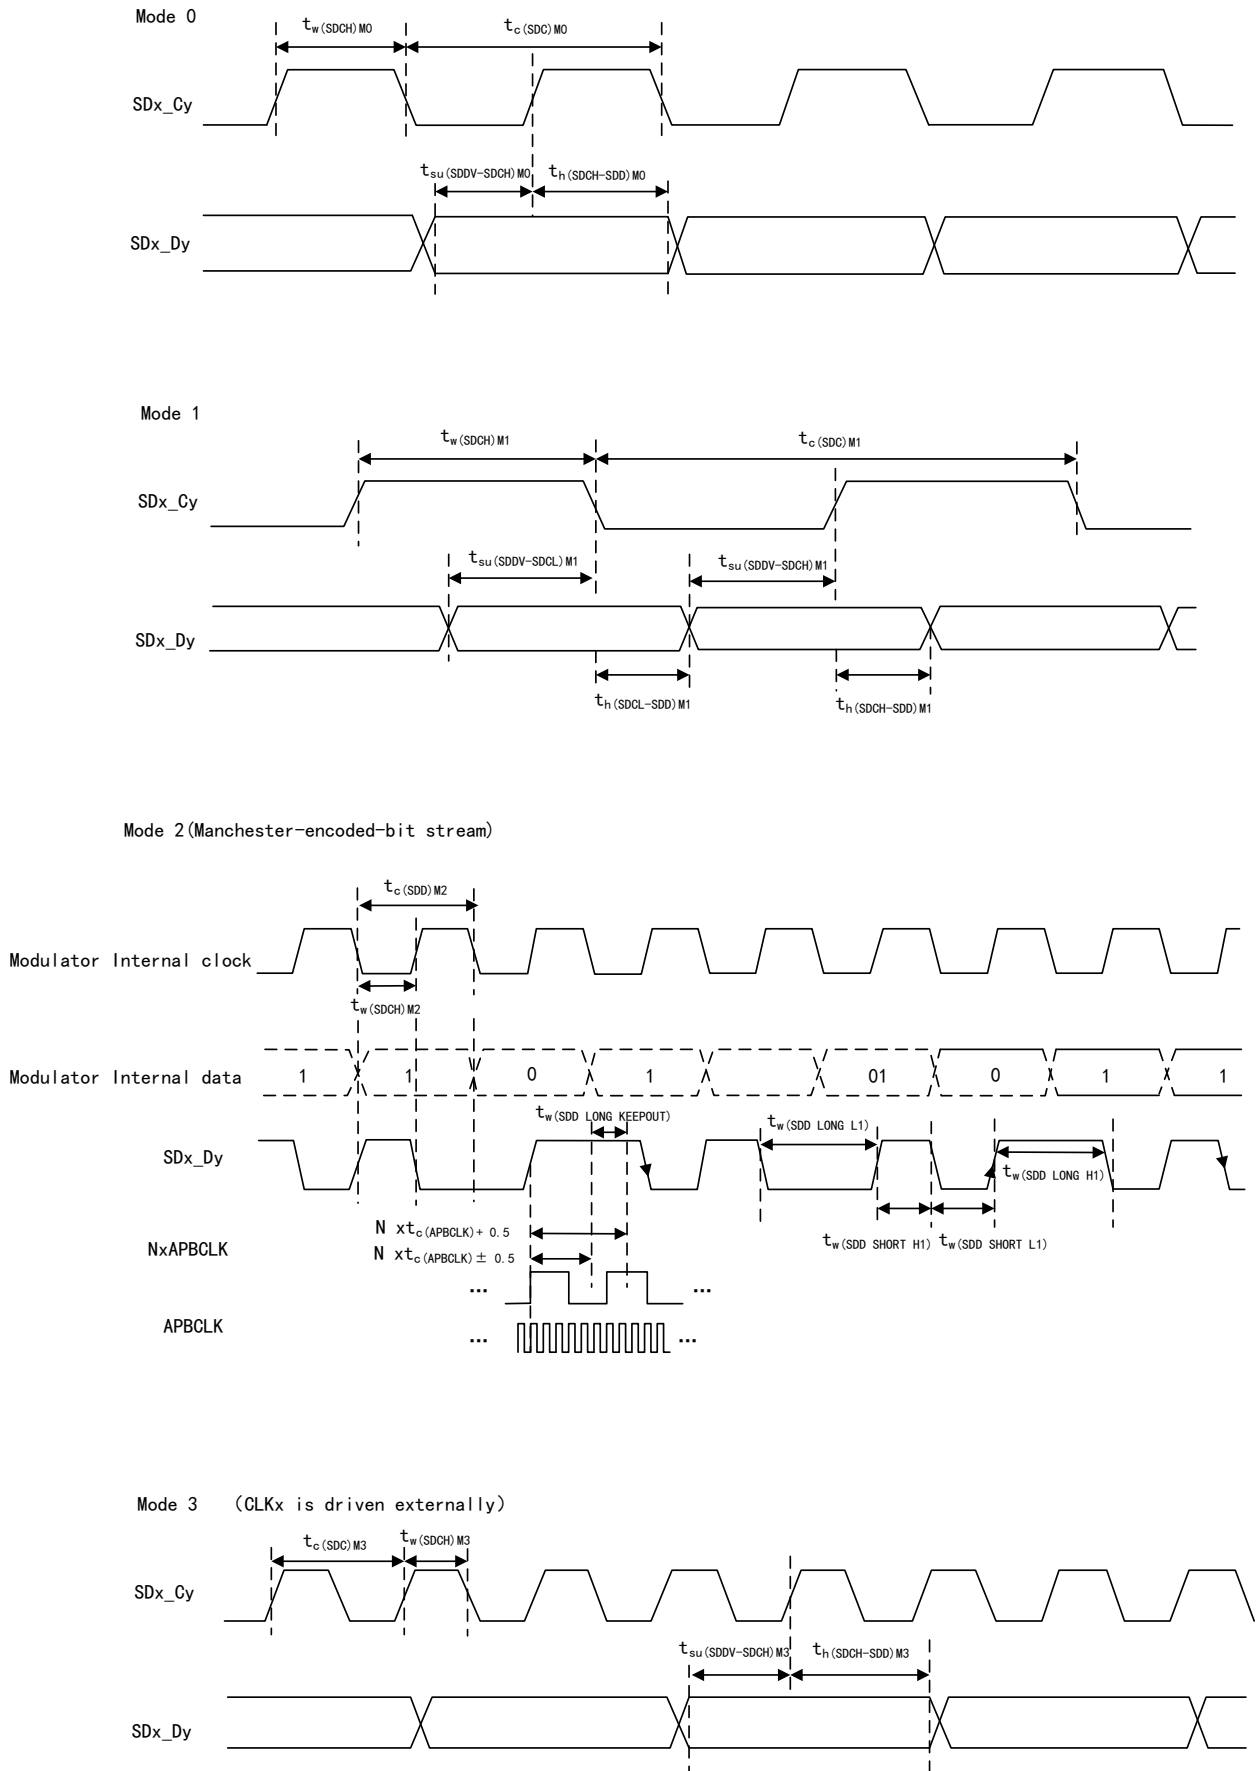 Mode 0
tw(SDCH)M0 tc(SDC)M0
SDx_Cy
tsu(SDDV-SDCH)M0 th(SDCH-SDD)M0
SDx_Dy
Mode 1
tw(SDCH)M1 tc(SDC)M1
SDx_Cy
tsu(SDDV-SDCL)M1 tsu(SDDV-SDCH)M1
SDx_Dy
th(SDCL-SDD)M1 th(SDCH-SDD)M1
Mode 2(Manchester-encoded-bit stream)
tc(SDD)M2
Modulator Internal clock
tw(SDCH)M2
Modulator Internal data 1 1 0 1 01 0 1 1
tw(SDD LONG KEEPOUT) tw(SDD LONG L1)
SDx_Dy
tw(SDD LONG H1)
N xtc(APBCLK)+ 0.5
tw(SDD SHORT H1) tw(SDD SHORT L1)
NxAPBCLK
N xtc(APBCLK)± 0.5
... ...
APBCLK
... ...
Mode 3 (CLKx is driven externally)
tc(SDC)M3 tw(SDCH)M3
SDx_Cy
tsu(SDDV-SDCH)M3 th(SDCH-SDD)M3
SDx_Dy